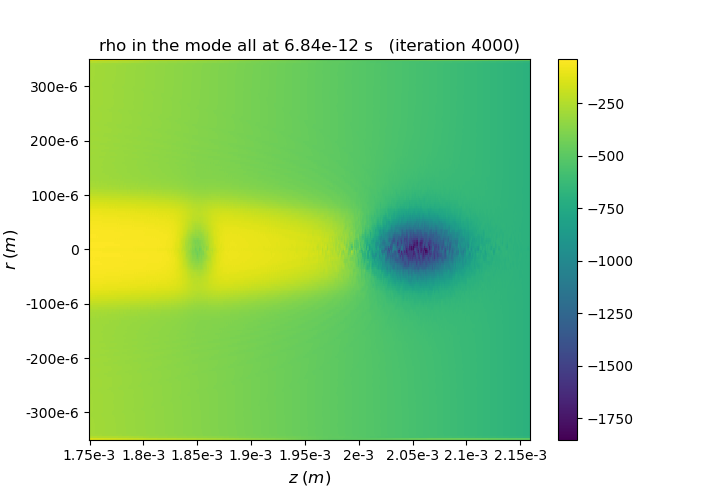 rho in the mode all at 6.84e-12 s   (iteration 4000)
300e-6
200e-6
100e-6
0
-100e-6
-200e-6
-300e-6
r (m)
1.75e-3 1.8e-3 1.85e-3 1.9e-3 1.95e-3 2e-3 2.05e-3 2.1e-3 2.15e-3
z (m)
−250
−500
−750
−1000
−1250
−1500
−1750